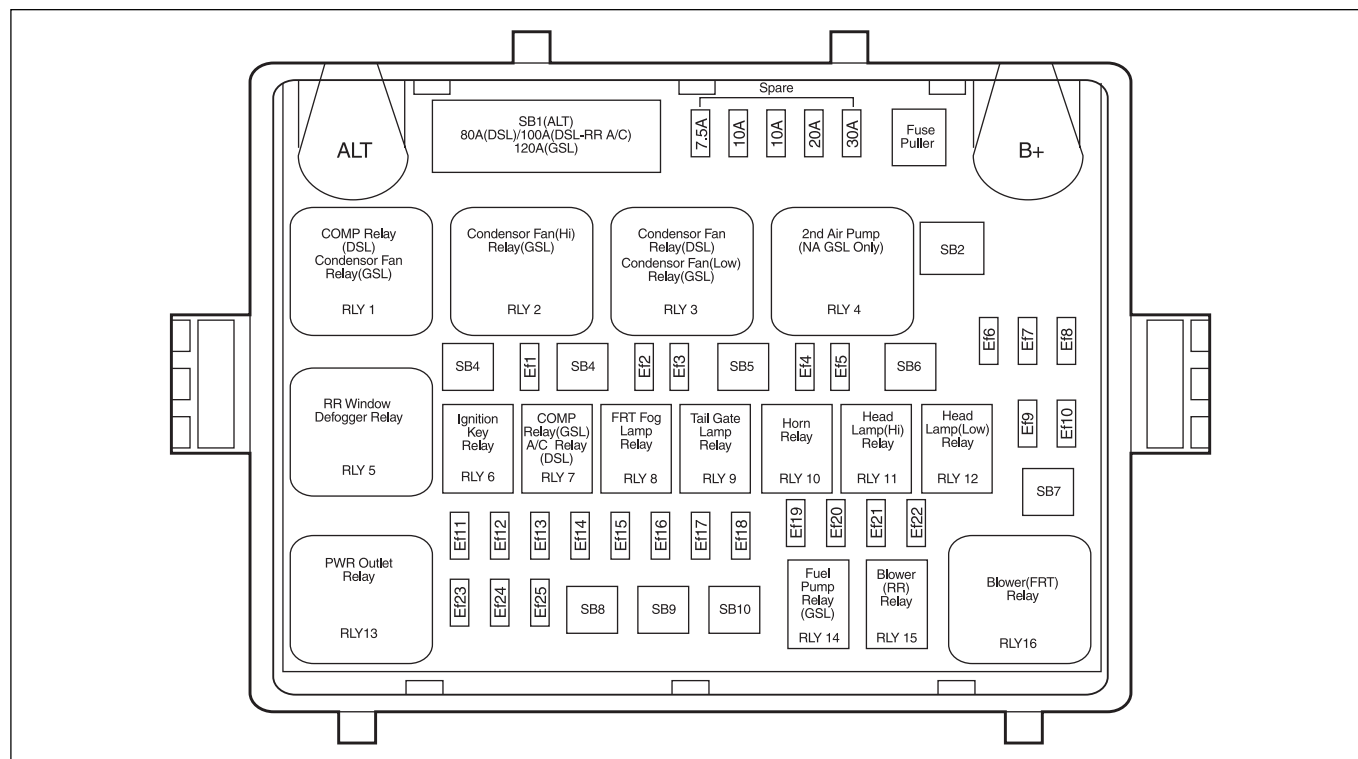 Spare
SB1(ALT)
80A(DSL)/100A(DSL-RR A/C)
120A(GSL)
7.5A
10A
10A
20A
30A
Fuse
Puller
ALT
B+
COMP Relay
(DSL)
Condensor Fan
Relay(GSL)
RLY 1
Condensor Fan(Hi)
Relay(GSL)
RLY 2
Condensor Fan
Relay(DSL)
Condensor Fan(Low)
Relay(GSL)
RLY 3
2nd Air Pump
(NA GSL Only)
RLY 4
SB2
SB4
Ef1
SB4
Ef2
Ef3
SB5
Ef4
Ef5
SB6
Ef6
Ef7
Ef8
RR Window
Defogger Relay
RLY 5
Ignition
Key
Relay
RLY 6
COMP
Relay(GSL)
A/C Relay
(DSL)
RLY 7
FRT Fog
Lamp
Relay
RLY 8
Tail Gate
Lamp
Relay
RLY 9
Horn
Relay
RLY 10
Head
Lamp(Hi)
Relay
RLY 11
Head
Lamp(Low)
Relay
RLY 12
Ef9
Ef10
SB7
Ef11
Ef12
Ef13
Ef14
Ef15
Ef16
Ef17
Ef18
Ef19
Ef20
Ef21
Ef22
PWR Outlet
Relay
RLY13
Ef23
Ef24
Ef25
SB8
SB9
SB10
Fuel
Pump
Relay
(GSL)
RLY 14
Blower
(RR)
Relay
RLY 15
Blower(FRT)
Relay
RLY16